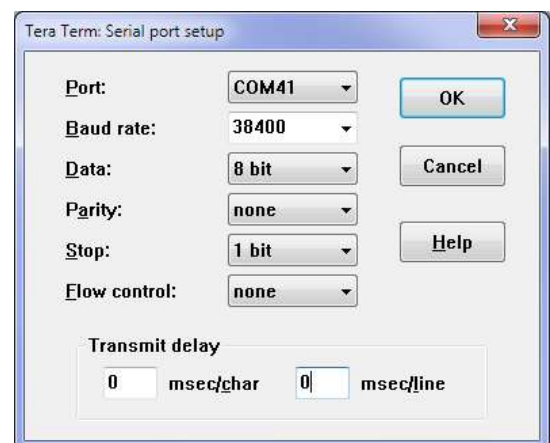 Tera Term: Serial port setup
Port: COM41 OK
Baud rate: 38400
Data: 8 bit Cancel
Parity: none
Stop: 1 bit Help
Flow control: none
Transmit delay
0 msec/char 0 msec/line